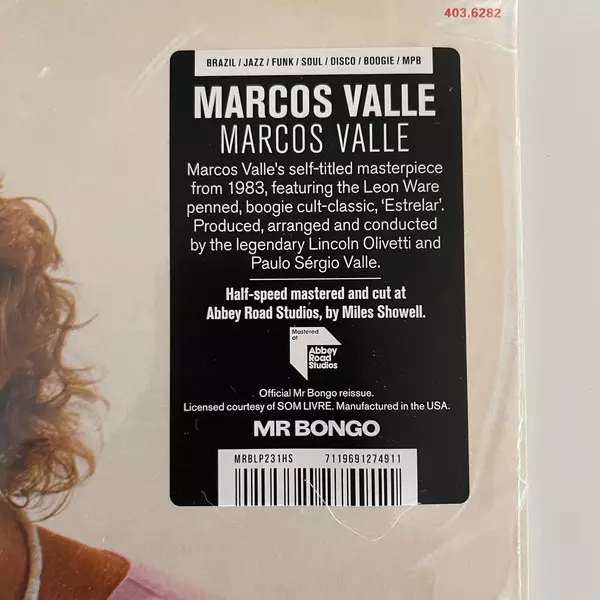 403.6282
BRAZIL / JAZZ / FUNK / SOUL / DISCO / BOOGIE / MPB
MARCOS VALLE
MARCOS VALLE
Marcos Valle's self-titled masterpiece
from 1983, featuring the Leon Ware
penned, boogie cult-classic, 'Estrelar'.
Produced, arranged and conducted
by the legendary Lincoln Olivetti and
Paulo Sérgio Valle.
Half-speed mastered and cut at
Abbey Road Studios, by Miles Showell.
Mastered
at
Abbey
Road
Studios
Official Mr Bongo reissue.
Licensed courtesy of SOM LIVRE. Manufactured in the USA.
MR BONGO
MRBLP231HS 7119691274911